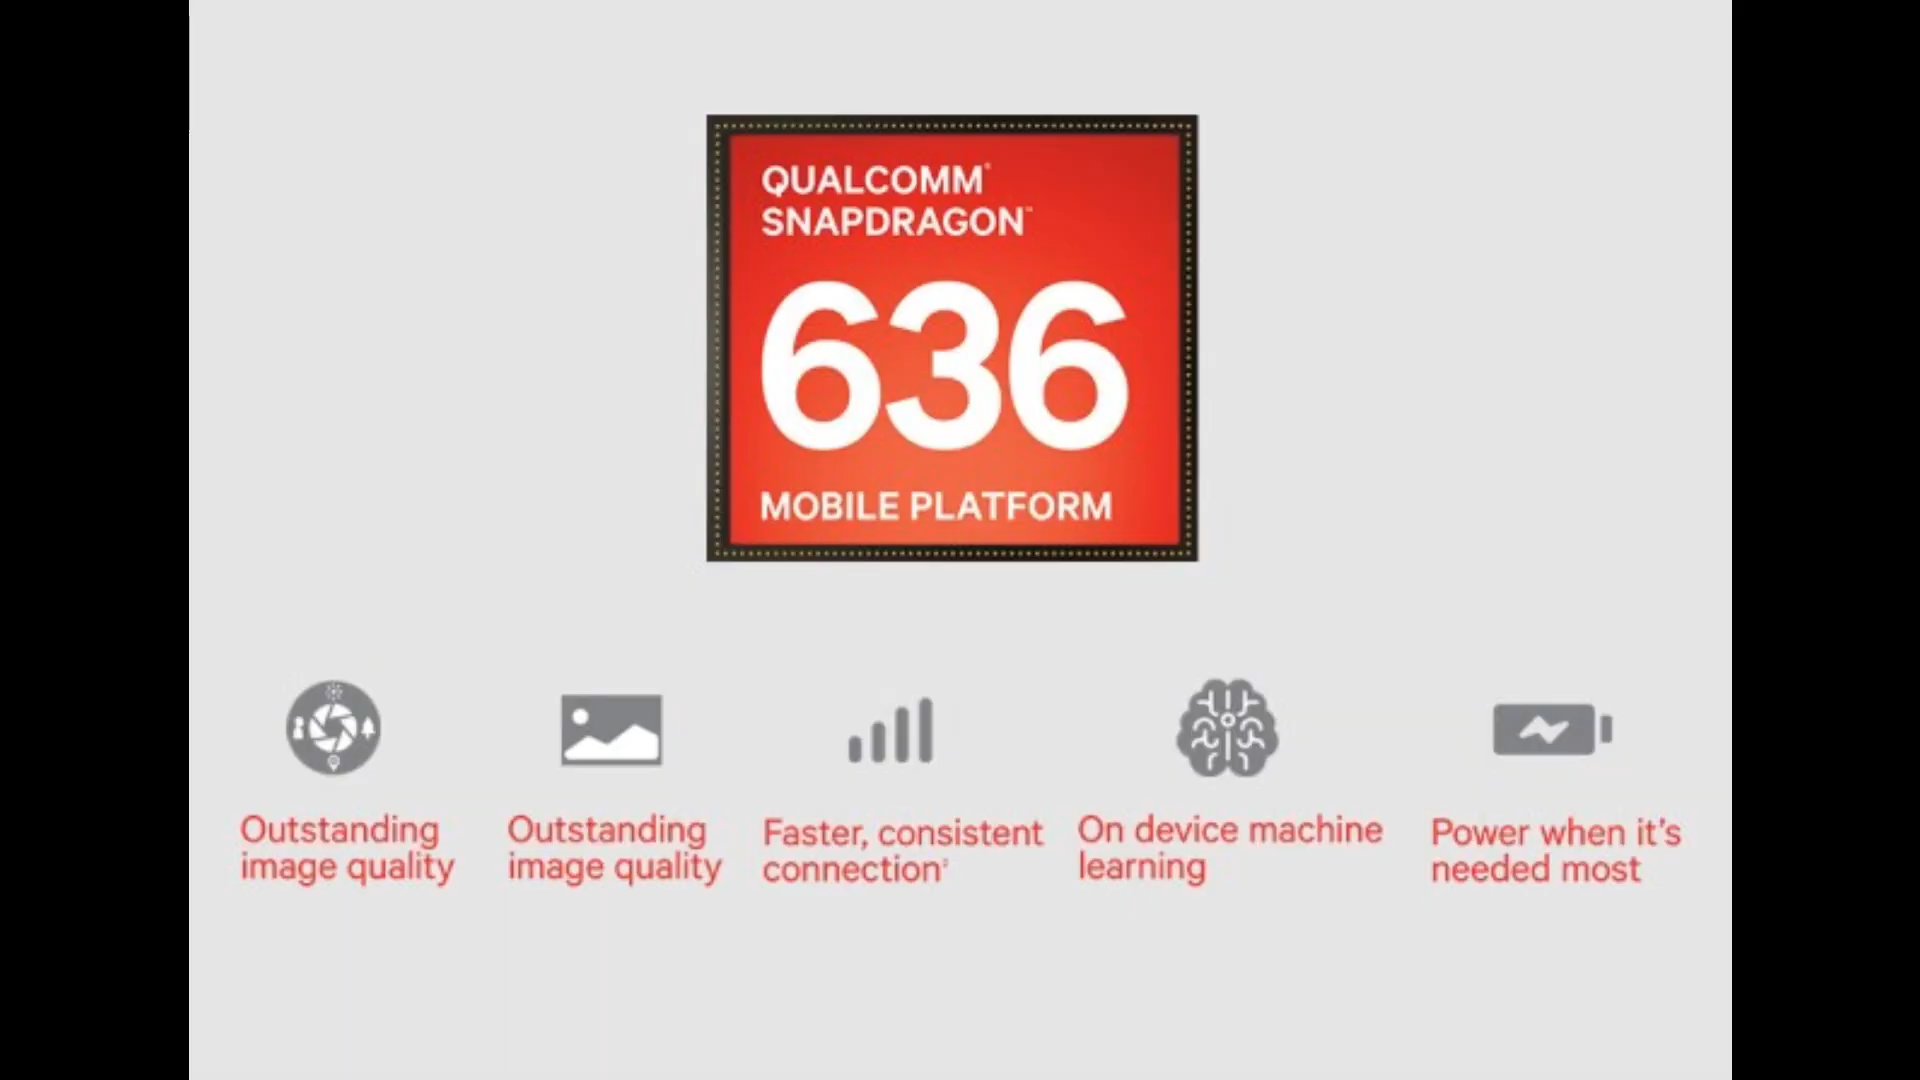 QUALCOMM®
SNAPDRAGON™
636
MOBILE PLATFORM
Outstanding
image quality
Outstanding
image quality
Faster, consistent
connection
On device machine
learning
Power when it's
needed most